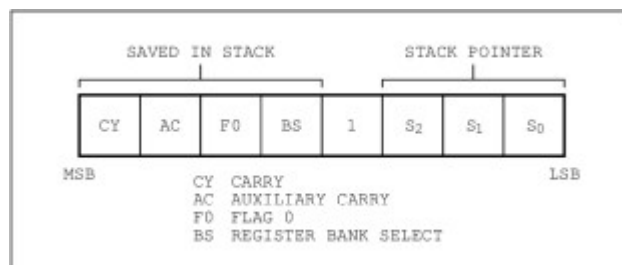 SAVED IN STACK STACK POINTER
CY AC F0 BS 1 S2 S1 S0
MSB LSB
CY CARRY
AC AUXILIARY CARRY
F0 FLAG 0
BS REGISTER BANK SELECT